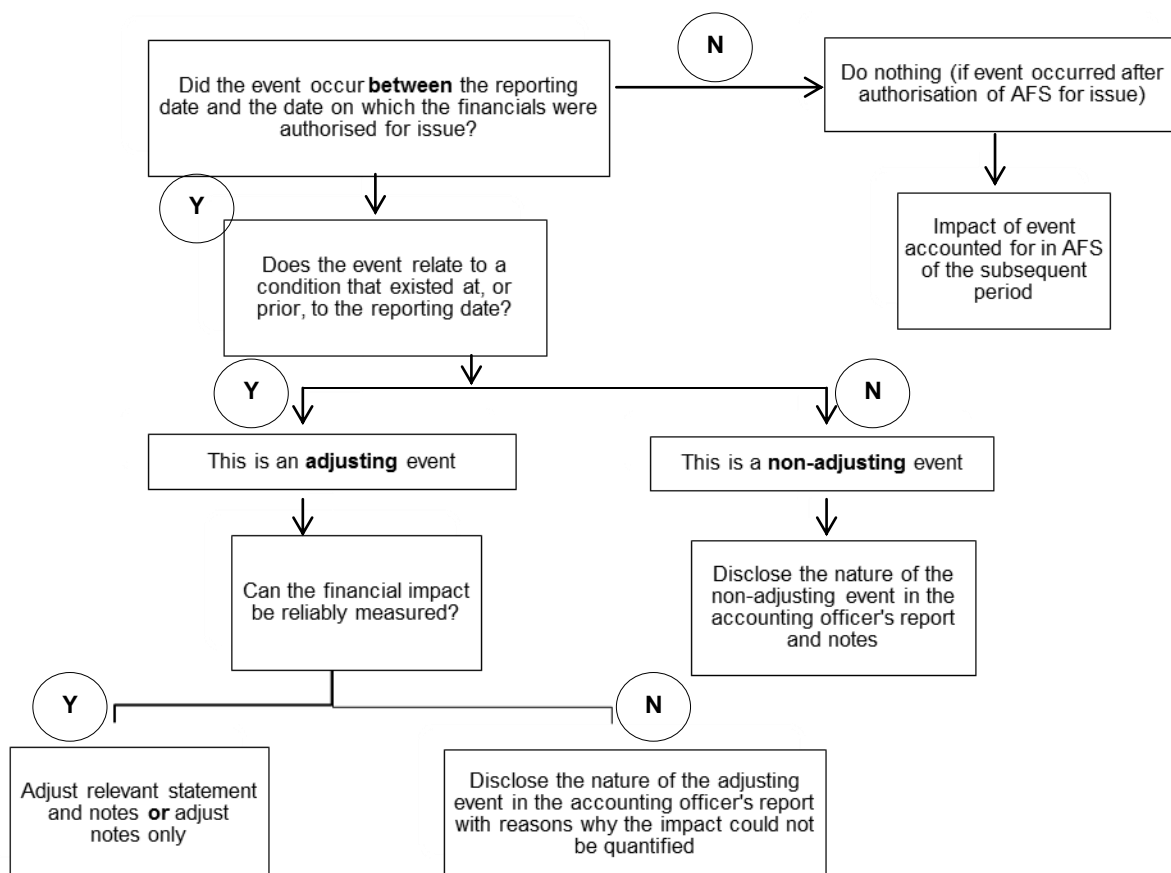 N
Did the event occur between the reporting
date and the date on which the financials were
authorised for issue?
Do nothing (if event occurred after
authorisation of AFS for issue)
Y
Impact of event
accounted for in AFS
of the subsequent
period
Does the event relate to a
condition that existed at, or
prior, to the reporting date?
Y
N
This is an adjusting event
This is a non-adjusting event
Can the financial impact
be reliably measured?
Disclose the nature of the
non-adjusting event in the
accounting officer's report
and notes
Y
N
Adjust relevant statement
and notes or adjust
notes only
Disclose the nature of the adjusting
event in the accounting officer's report
with reasons why the impact could not
be quantified